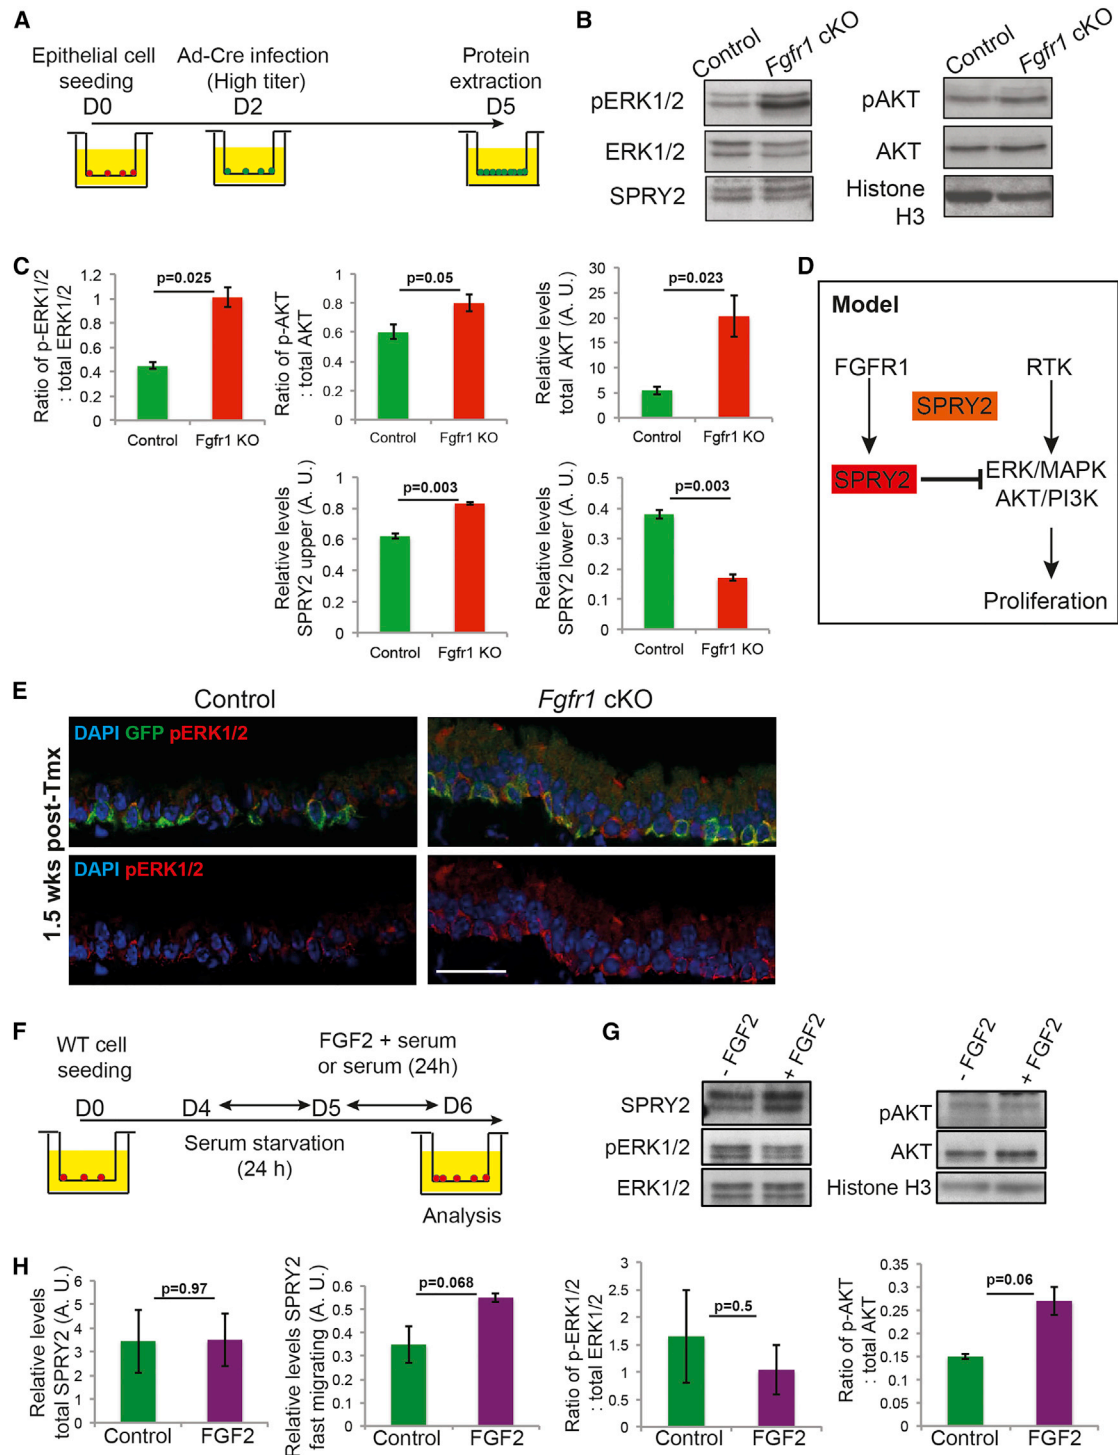 A
Epithelial cell
seeding
D0
Ad-Cre infection
(High titer)
D2
Protein
extraction
D5
B
Control
Fgfr1 cKO
pERK1/2
ERK1/2
SPRY2
Control
Fgfr1 cKO
pAKT
AKT
Histone
H3
C
Ratio of p-ERK1/2
: total ERK1/2
1.2
1
0.8
0.6
0.4
0.2
0
p=0.025
Control
Fgfr1 KO
Ratio of p-AKT
: total AKT
1
0.8
0.6
0.4
0.2
0
p=0.05
Control
Fgfr1 KO
Relative levels
total AKT (A. U.)
30
25
20
15
10
5
0
p=0.023
Control
Fgfr1 KO
Relative levels
SPRY2 upper (A. U.)
1
0.8
0.6
0.4
0.2
0
p=0.003
Control
Fgfr1 KO
Relative levels
SPRY2 lower (A. U.)
0.5
0.4
0.3
0.2
0.1
0
p=0.003
Control
Fgfr1 KO
D
Model
FGFR1
RTK
SPRY2
SPRY2
ERK/MAPK
AKT/PI3K
Proliferation
E
Control
Fgfr1 cKO
1.5 wks post-Tmx
DAPI GFP pERK1/2
DAPI pERK1/2
F
WT cell
seeding
D0
FGF2 + serum
or serum (24h)
D4
D5
D6
Serum starvation
(24 h)
Analysis
G
- FGF2
+ FGF2
SPRY2
pERK1/2
ERK1/2
- FGF2
+ FGF2
pAKT
AKT
Histone H3
H
Relative levels
total SPRY2 (A. U.)
6
5
4
3
2
1
0
p=0.97
Control
FGF2
Relative levels SPRY2
fast migrating (A. U.)
0.6
0.5
0.4
0.3
0.2
0.1
0
p=0.068
Control
FGF2
Ratio of p-ERK1/2
: total ERK1/2
3
2.5
2
1.5
1
0.5
0
p=0.5
Control
FGF2
Ratio of p-AKT
: total AKT
0.35
0.3
0.25
0.2
0.15
0.1
0.05
0
p=0.06
Control
FGF2